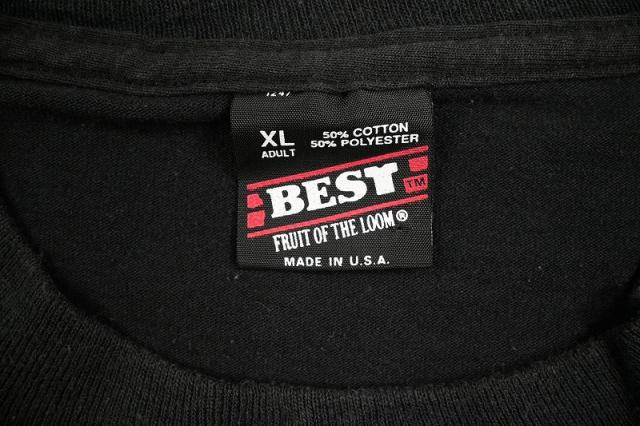 XL
ADULT
50% COTTON
50% POLYESTER
BEST TM
FRUIT OF THE LOOM®
MADE IN U.S.A.